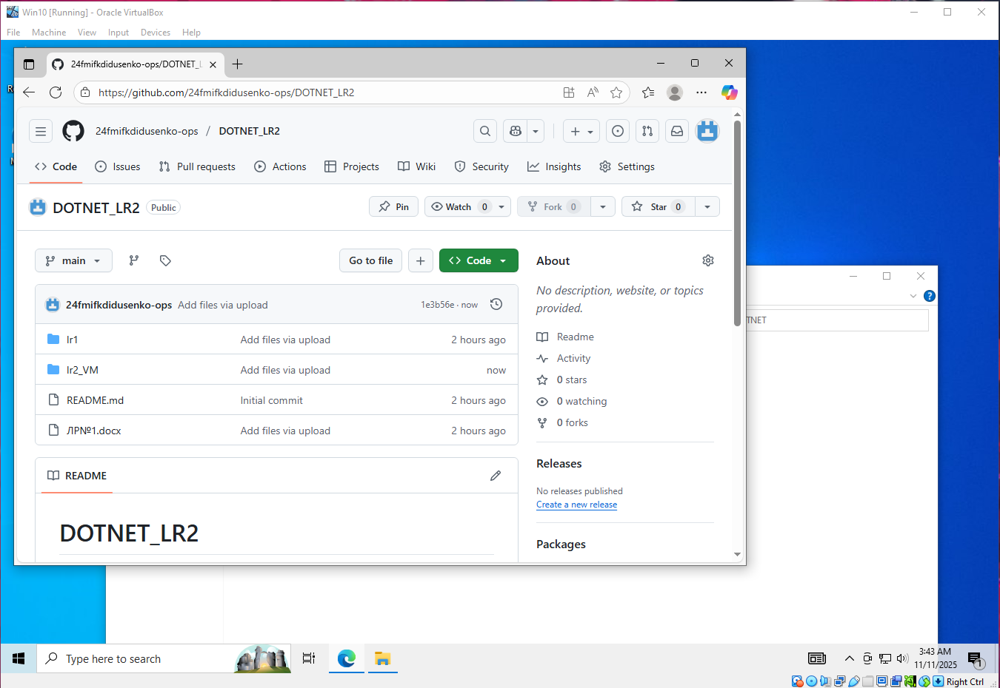 Win10 [Running] - Oracle VirtualBox
File Machine View Input Devices Help
24fmifkdidusenko-ops/DOTNET_L
https://github.com/24fmifkdidusenko-ops/DOTNET_LR2
24fmifkdidusenko-ops / DOTNET_LR2
Code Issues Pull requests Actions Projects Wiki Security Insights Settings
DOTNET_LR2 Public Pin Watch 0 Fork 0 Star 0
main Go to file Code
24fmifkdidusenko-ops Add files via upload 1e3b56e · now
lr1 Add files via upload 2 hours ago
lr2_VM Add files via upload now
README.md Initial commit 2 hours ago
ЛР№1.docx Add files via upload 2 hours ago
README
DOTNET_LR2
About
No description, website, or topics
provided.
Readme
Activity
0 stars
0 watching
0 forks
Releases
No releases published
Create a new release
Packages
TNET
Type here to search
3:43 AM
11/11/2025
1
Right Ctrl